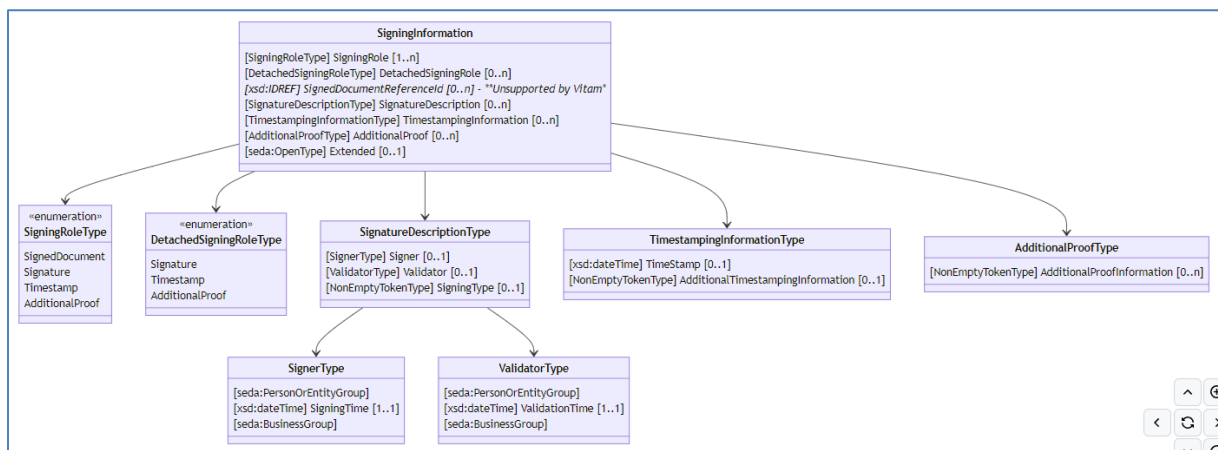 SigningInformation
[SigningRoleType] SigningRole [1..n]
[DetachedSigningRoleType] DetachedSigningRole [0..n]
[xsd:IDREF] SignedDocumentReferenceId [0..n] - **Unsupported by Vitam*
[SignatureDescriptionType] SignatureDescription [0..n]
[TimestampingInformationType] TimestampingInformation [0..n]
[AdditionalProofType] AdditionalProof [0..n]
[seda:OpenType] Extended [0..1]
«enumeration»
SigningRoleType
SignedDocument
Signature
Timestamp
AdditionalProof
«enumeration»
DetachedSigningRoleType
Signature
Timestamp
AdditionalProof
SignatureDescriptionType
[SignerType] Signer [0..1]
[ValidatorType] Validator [0..1]
[NonEmptyTokenType] SigningType [0..1]
TimestampingInformationType
[xsd:dateTime] TimeStamp [0..1]
[NonEmptyTokenType] AdditionalTimestampingInformation [0..1]
AdditionalProofType
[NonEmptyTokenType] AdditionalProofInformation [0..n]
SignerType
[seda:PersonOrEntityGroup]
[xsd:dateTime] SigningTime [1..1]
[seda:BusinessGroup]
ValidatorType
[seda:PersonOrEntityGroup]
[xsd:dateTime] ValidationTime [1..1]
[seda:BusinessGroup]